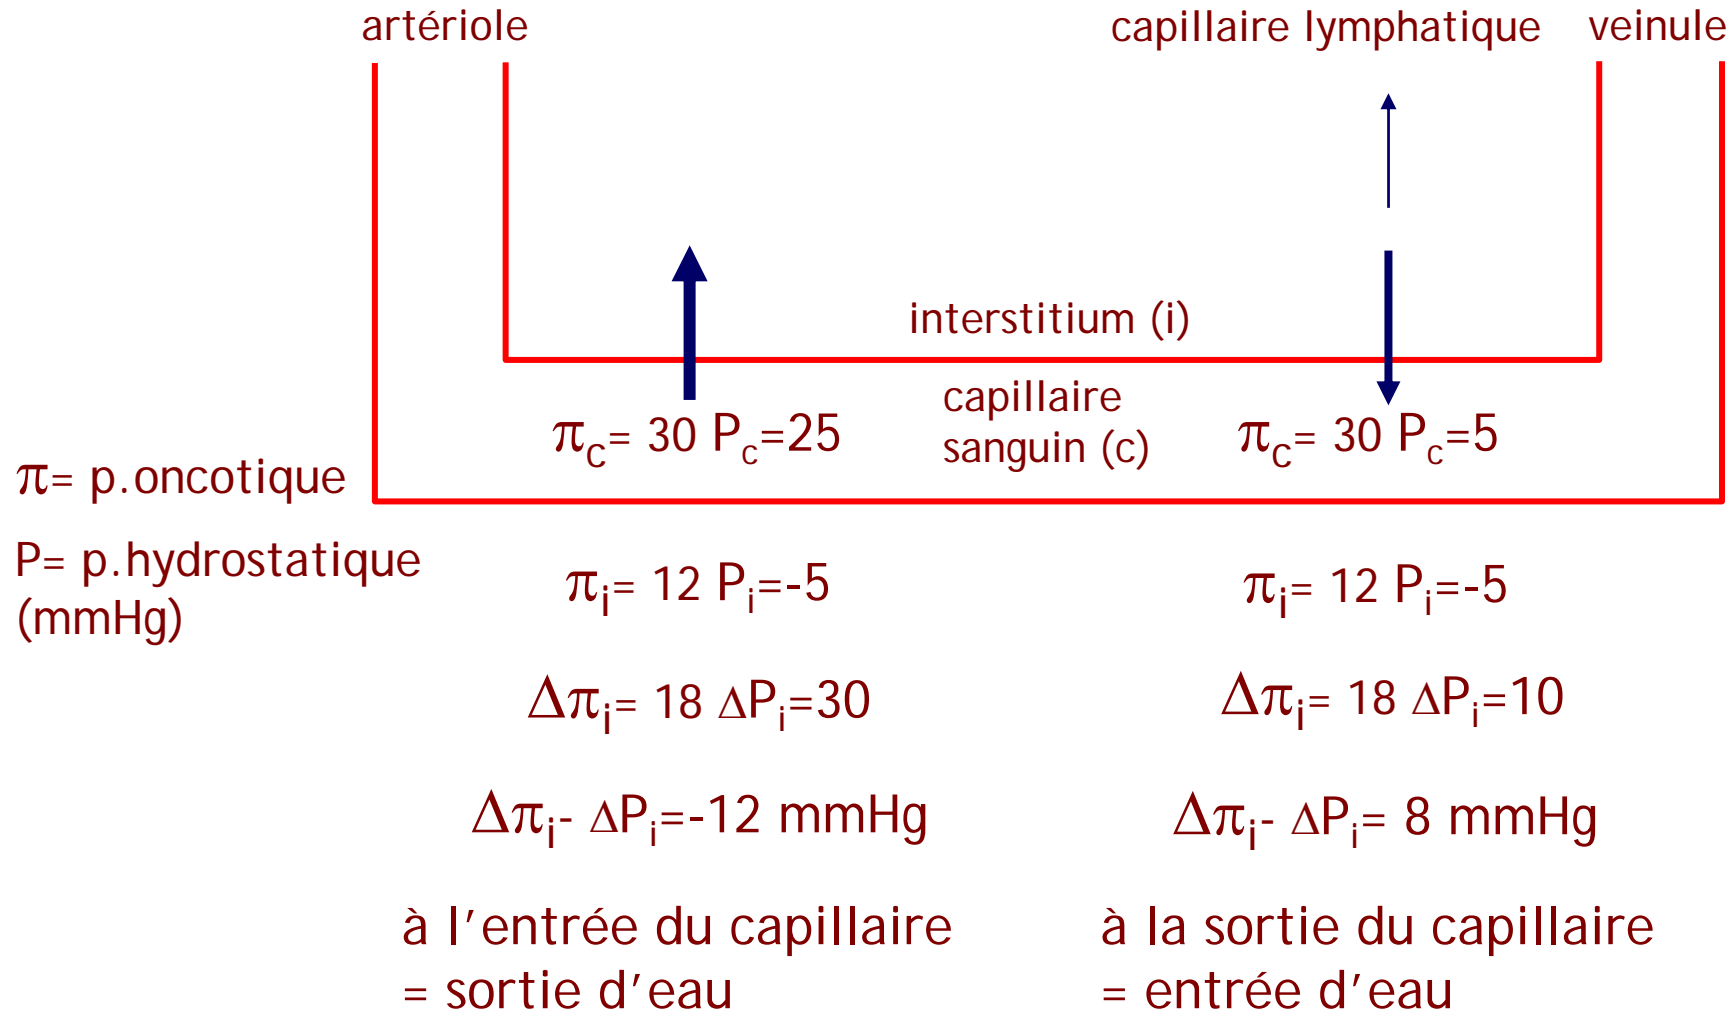 artériole
capillaire lymphatique
veinule
interstitium (i)
capillaire
sanguin (c)
πc= 30 Pc=25
πc= 30 Pc=5
π= p.oncotique
P= p.hydrostatique
(mmHg)
πi= 12 Pi=-5
πi= 12 Pi=-5
Δπi= 18 ΔPi=30
Δπi= 18 ΔPi=10
Δπi- ΔPi=-12 mmHg
Δπi- ΔPi= 8 mmHg
à l’entrée du capillaire
= sortie d’eau
à la sortie du capillaire
= entrée d’eau